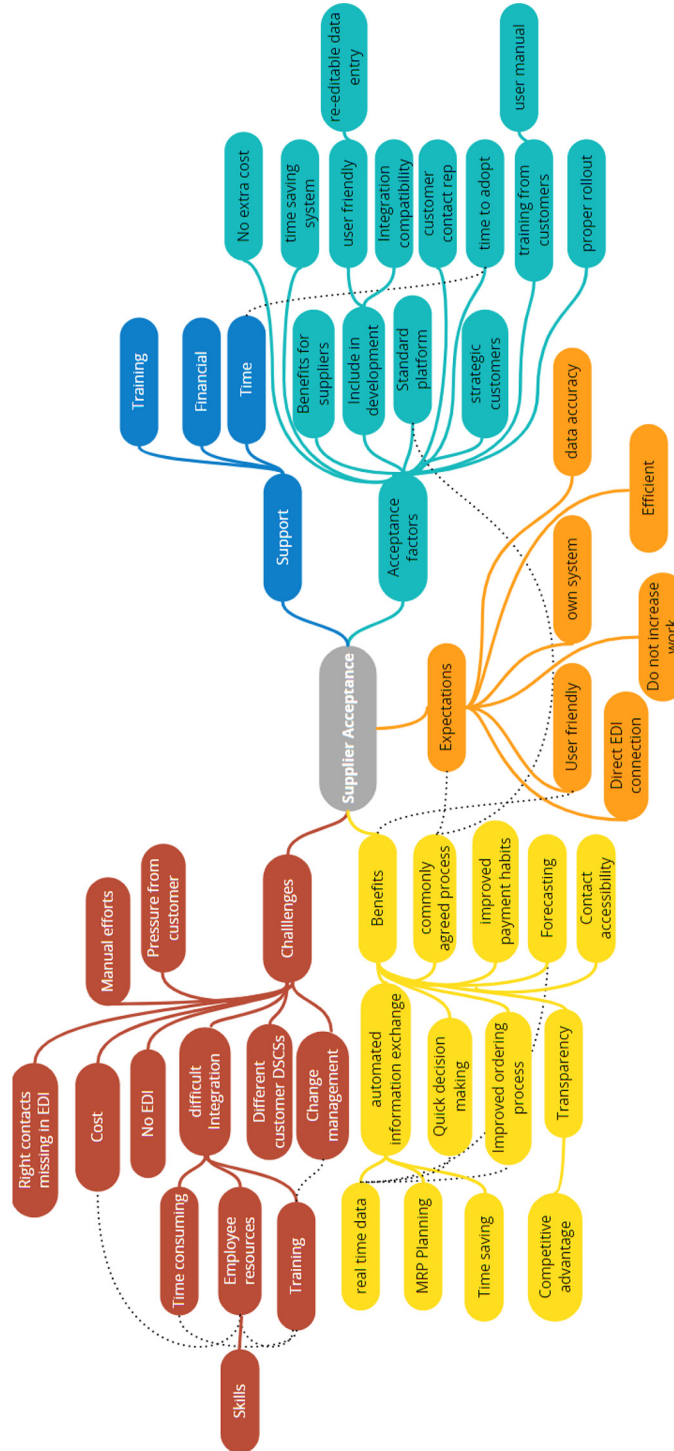 Supplier Acceptance
Challenges
Right contacts
missing in EDI
Manual efforts
Pressure from
customer
Cost
No EDI
difficult
Integration
Different
customer DSCSs
Change
management
Time consuming
Employee
resources
Training
Skills
Support
Training
Financial
Time
Acceptance
factors
No extra cost
time saving
system
Benefits for
suppliers
Include in
development
user friendly
re-editable data
entry
Integration
compatibility
Standard
platform
customer
contact rep
time to adopt
strategic
customers
training from
customers
user manual
proper rollout
Expectations
data accuracy
Efficient
own system
Do not increase
work
User friendly
Direct EDI
connection
Benefits
commonly
agreed process
improved
payment habits
Forecasting
Contact
accessibility
automated
information exchange
Quick decision
making
Improved ordering
process
Transparency
real time data
MRP Planning
Time saving
Competitive
advantage